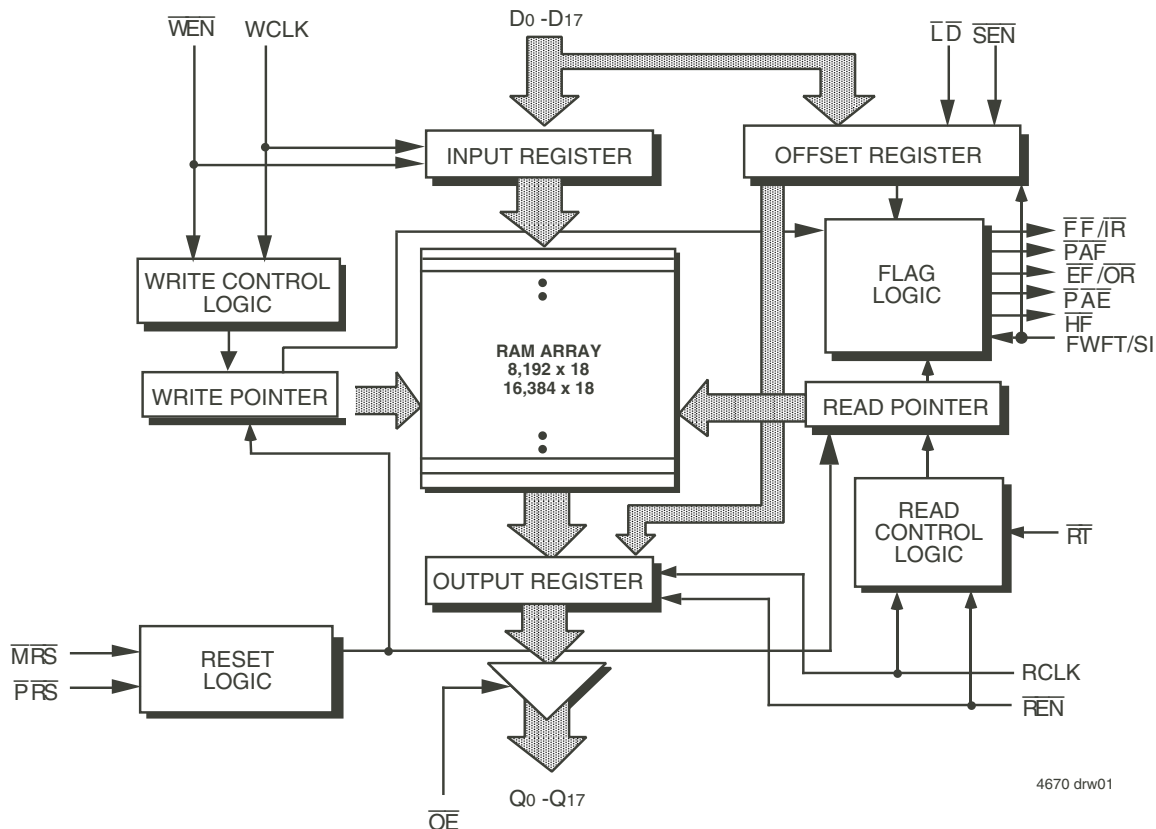 WEN
WCLK
D0 -D17
LD
SEN
INPUT REGISTER
OFFSET REGISTER
FF/IR
PAF
EF/OR
PAE
HF
FWFT/SI
FLAG
LOGIC
WRITE CONTROL
LOGIC
RAM ARRAY
8,192 x 18
16,384 x 18
WRITE POINTER
READ POINTER
READ
CONTROL
LOGIC
RT
OUTPUT REGISTER
MRS
PRS
RESET
LOGIC
RCLK
REN
OE
Q0 -Q17
4670 drw01